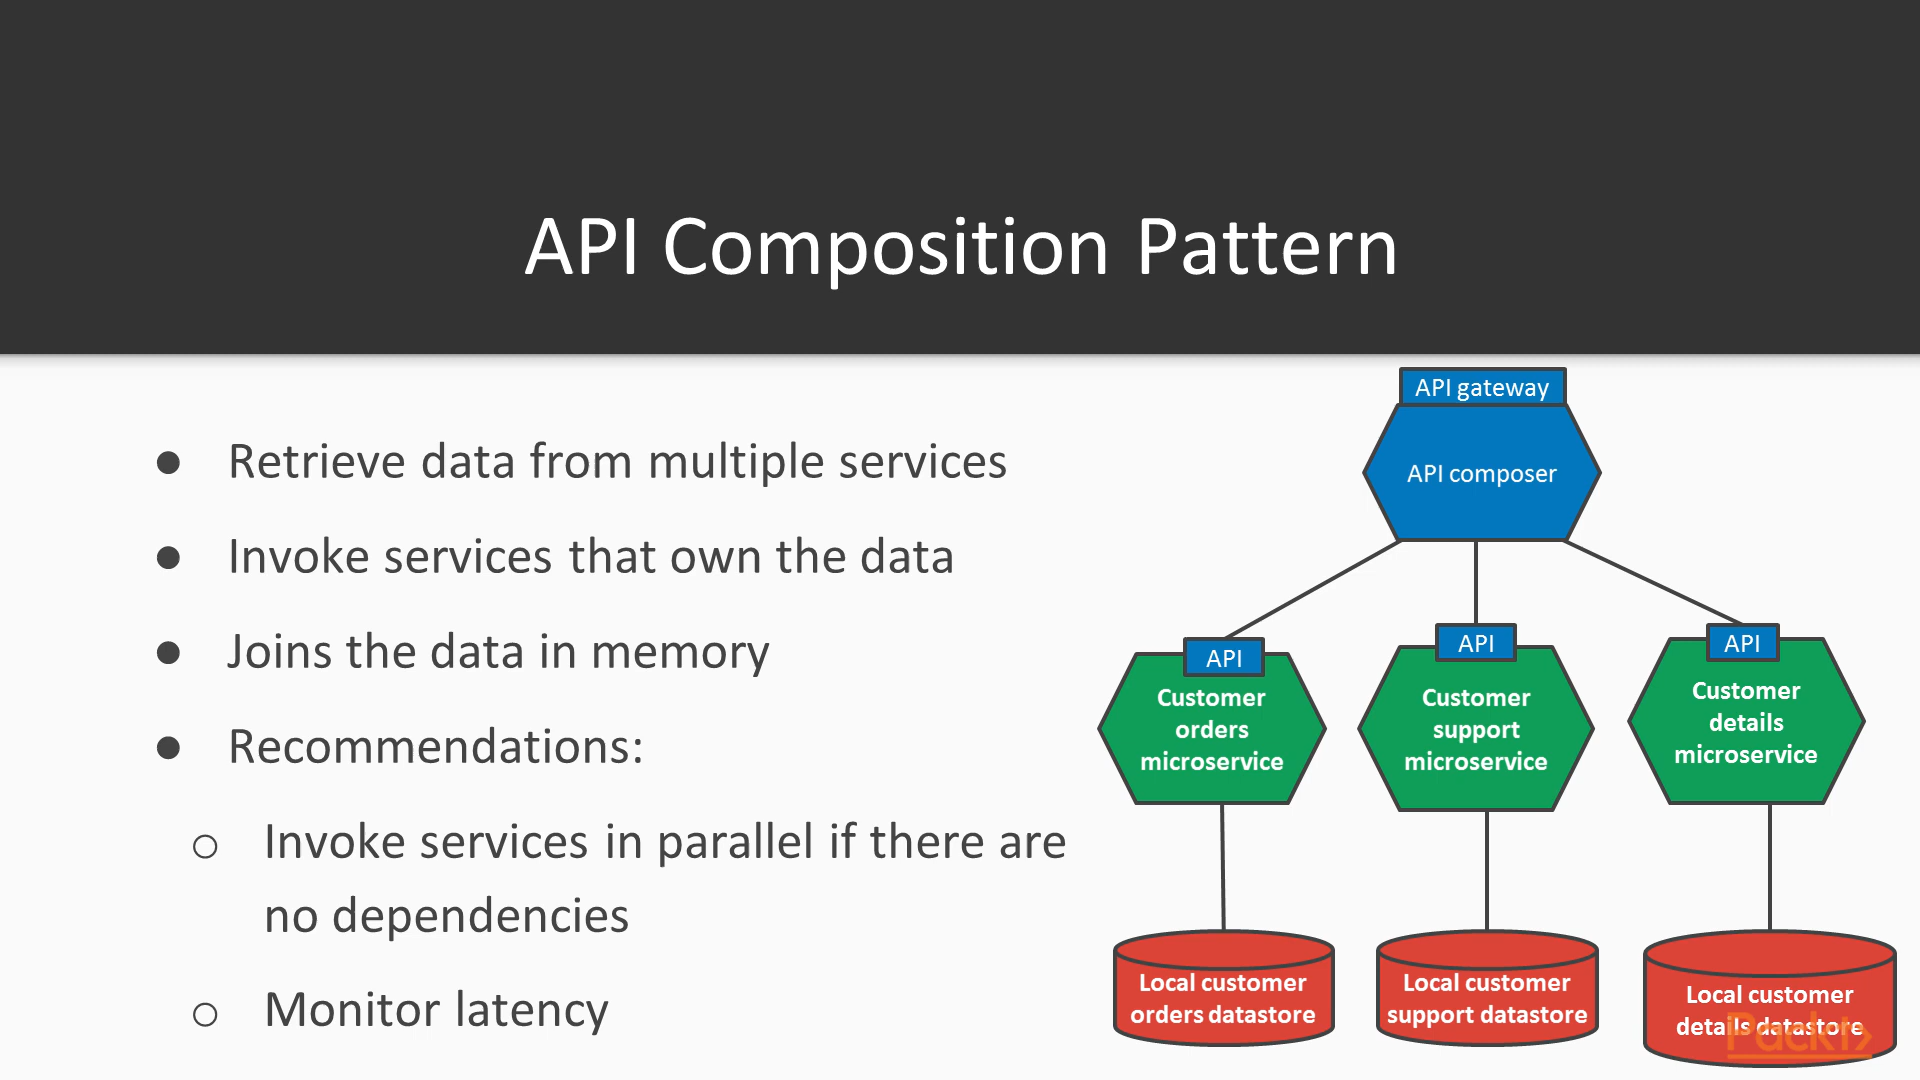 API Composition Pattern
● Retrieve data from multiple services
● Invoke services that own the data
● Joins the data in memory
● Recommendations:
○ Invoke services in parallel if there are
no dependencies
○ Monitor latency
API gateway
API composer
API
Customer
orders
microservice
API
Customer
support
microservice
API
Customer
details
microservice
Local customer
orders datastore
Local customer
support datastore
Local customer
details datastore
Packt>